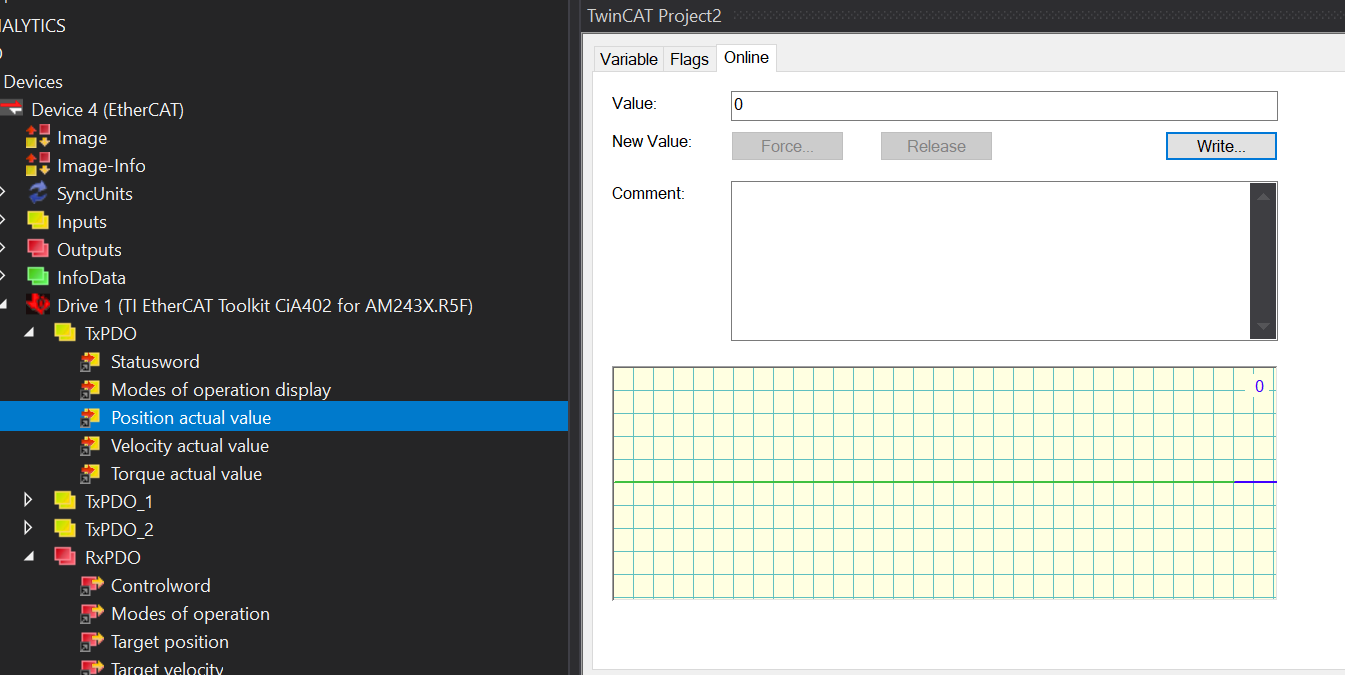 ALYTICS
Devices
Device 4 (EtherCAT)
Image
Image-Info
SyncUnits
Inputs
Outputs
InfoData
Drive 1 (TI EtherCAT Toolkit CiA402 for AM243X.R5F)
TxPDO
Statusword
Modes of operation display
Position actual value
Velocity actual value
Torque actual value
TxPDO_1
TxPDO_2
RxPDO
Controlword
Modes of operation
Target position
Target velocity
TwinCAT Project2
Variable Flags Online
Value: 0
New Value: Force... Release Write...
Comment:
0